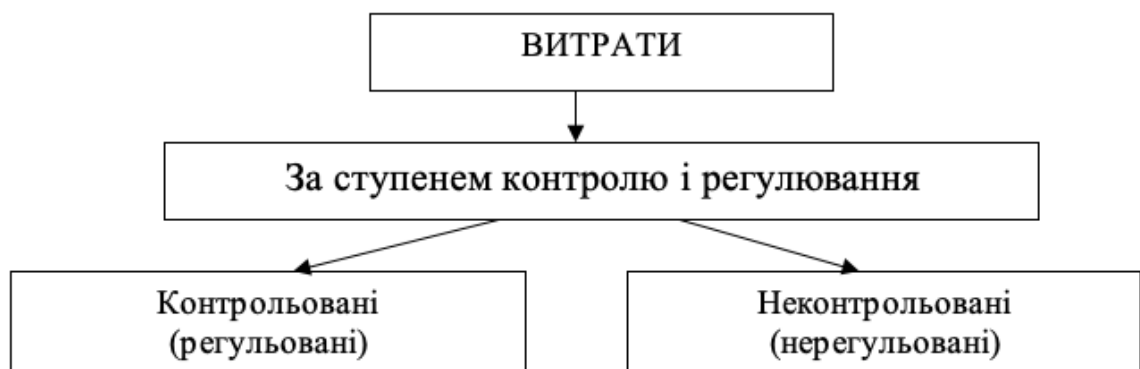 ВИТРАТИ
За ступенем контролю і регулювання
Контрольовані
(регульовані)
Неконтрольовані
(нерегульовані)